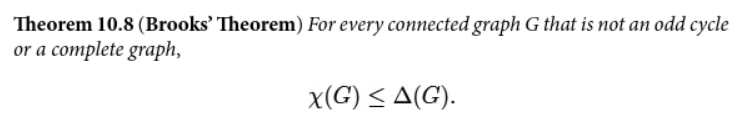 Theorem 10.8 (Brooks’ Theorem) For every connected graph G that is not an odd cycle
or a complete graph,
χ(G) ≤ Δ(G).